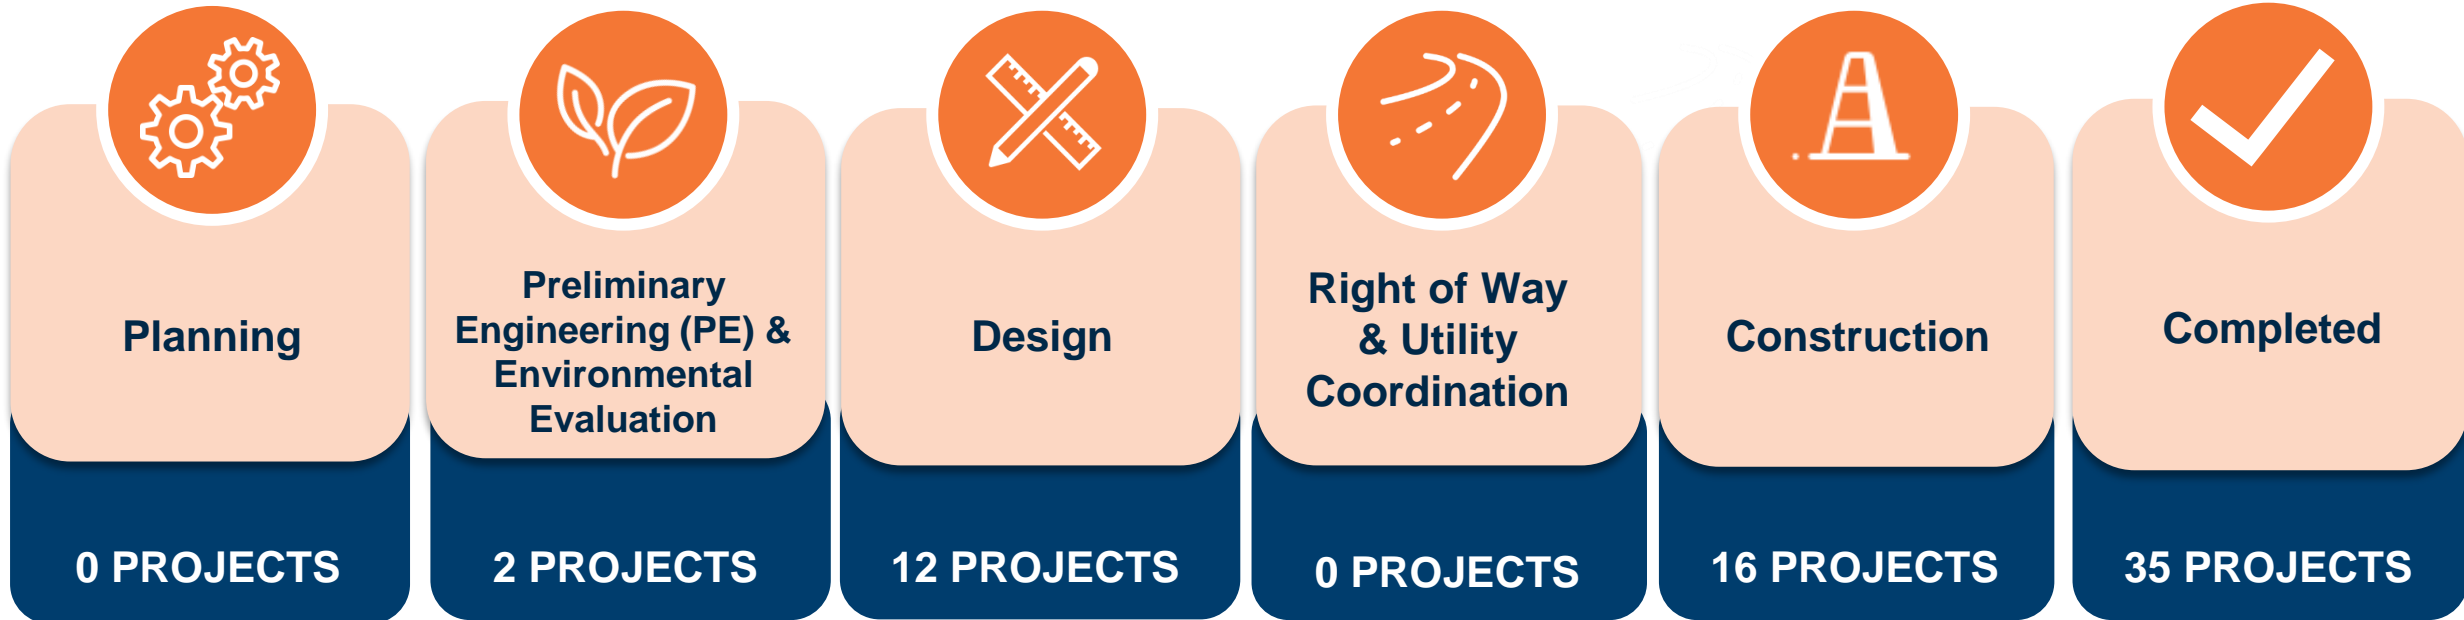 Planning
0 PROJECTS
Preliminary
Engineering (PE) &
Environmental
Evaluation
2 PROJECTS
Design
12 PROJECTS
Right of Way
& Utility
Coordination
0 PROJECTS
Construction
16 PROJECTS
Completed
35 PROJECTS